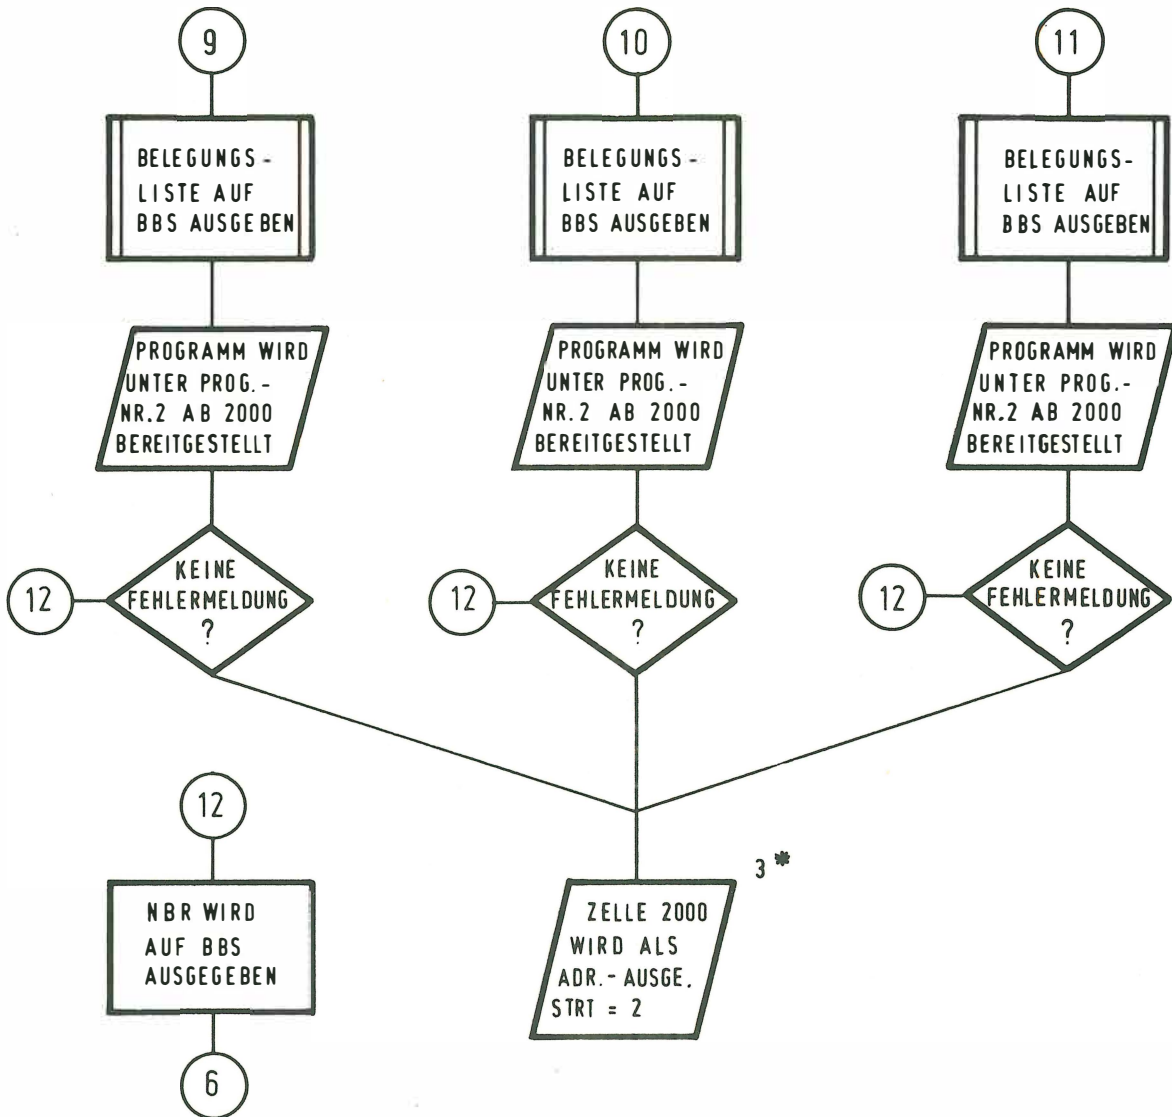 9
BELEGUNGS-
LISTE AUF
BBS AUSGEBEN
PROGRAMM WIRD
UNTER PROG.-
NR.2 AB 2000
BEREITGESTELLT
12
KEINE
FEHLERMELDUNG
?
10
BELEGUNGS-
LISTE AUF
BBS AUSGEBEN
PROGRAMM WIRD
UNTER PROG.-
NR.2 AB 2000
BEREITGESTELLT
12
KEINE
FEHLERMELDUNG
?
11
BELEGUNGS-
LISTE AUF
BBS AUSGEBEN
PROGRAMM WIRD
UNTER PROG.-
NR.2 AB 2000
BEREITGESTELLT
12
KEINE
FEHLERMELDUNG
?
12
NBR WIRD
AUF BBS
AUSGEGEBEN
6
3*
ZELLE 2000
WIRD ALS
ADR.-AUSGE.
STRT = 2